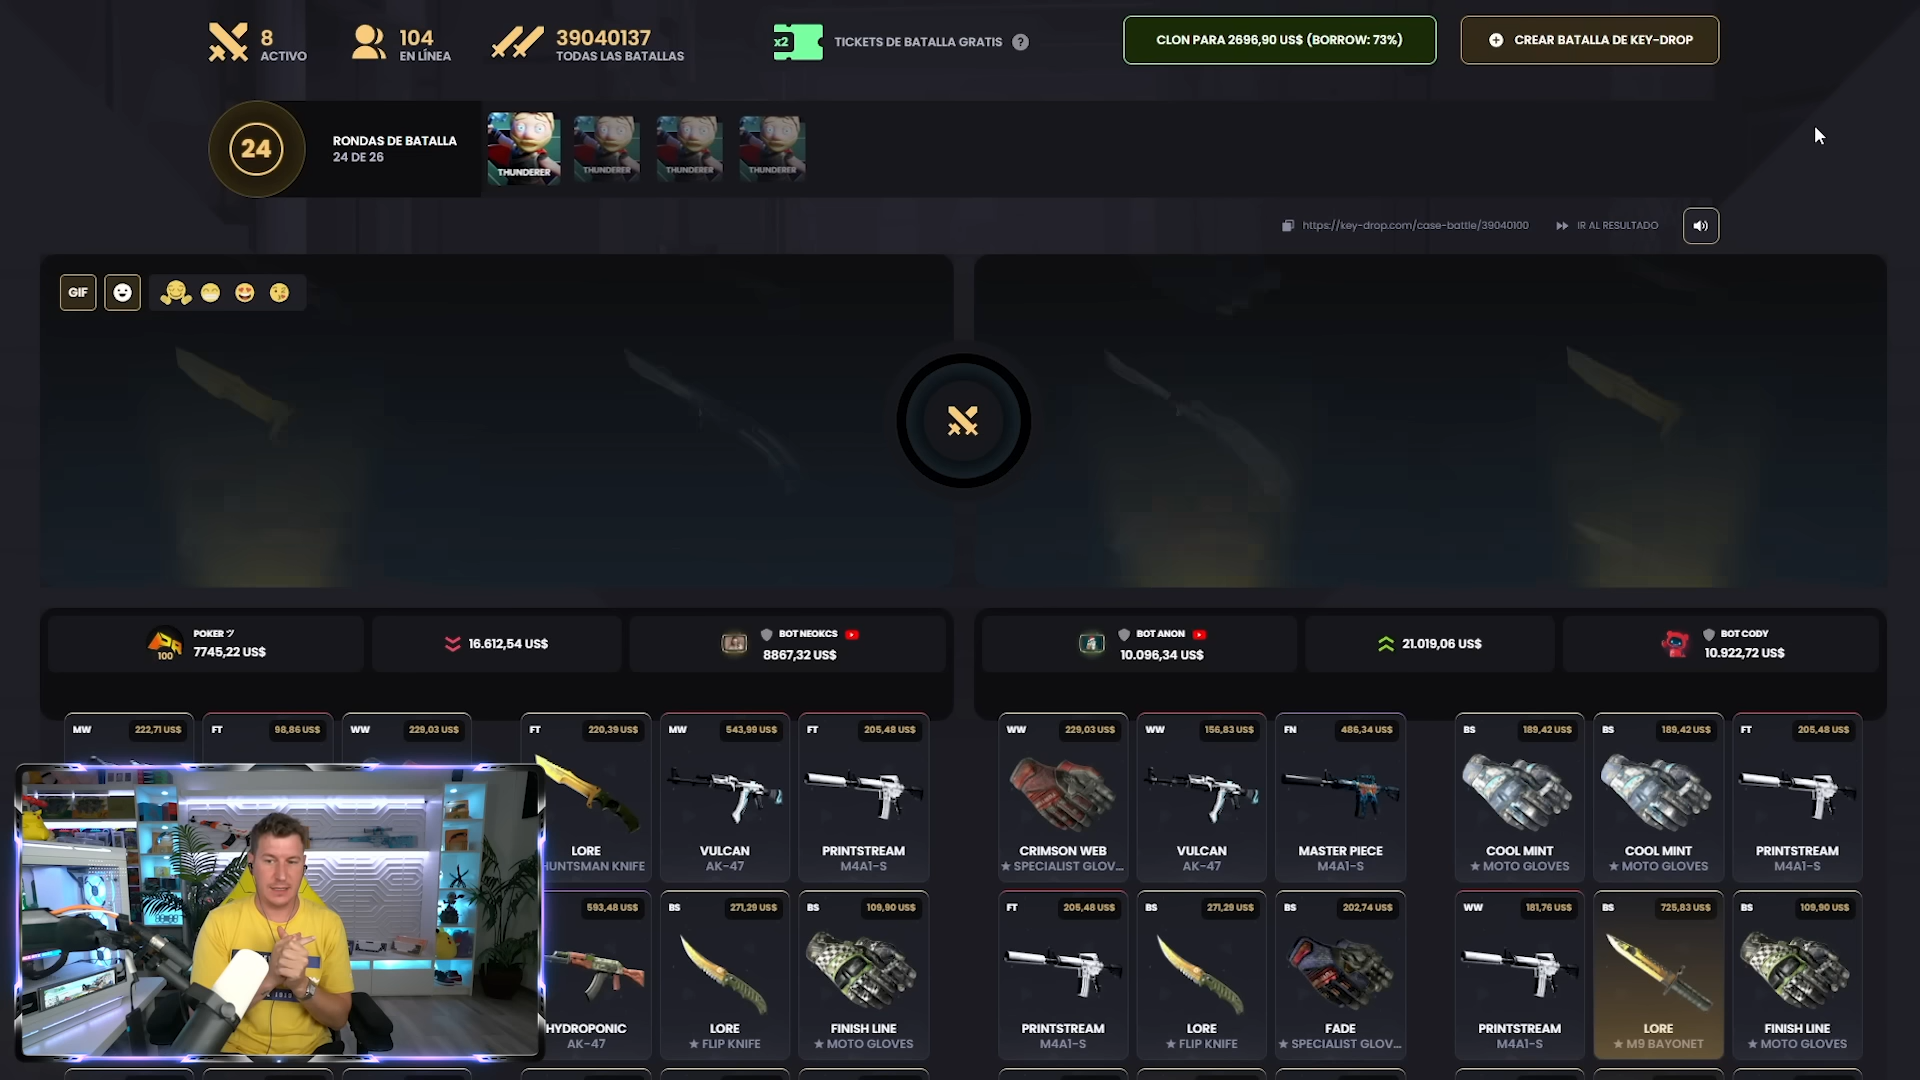 8
ACTIVO
104
EN LÍNEA
39040137
TODAS LAS BATALLAS
x2
TICKETS DE BATALLA GRATIS
?
CLON PARA 2696,90 US$ (BORROW: 73%)
CREAR BATALLA DE KEY-DROP
24
RONDAS DE BATALLA
24 DE 26
THUNDERER
THUNDERER
THUNDERER
THUNDERER
https://key-drop.com/case-battle/39040100
IR AL RESULTADO
GIF
100
POKER ツ
7745,22 US$
16.612,54 US$
BOT NEOKCS
8867,32 US$
BOT ANON
10.096,34 US$
21.019,06 US$
BOT CODY
10.922,72 US$
MW 222,71 US$
FT 98,86 US$
WW 229,03 US$
FT 220,39 US$
MW 543,99 US$
FT 205,48 US$
WW 229,03 US$
WW 156,83 US$
FN 486,34 US$
BS 189,42 US$
BS 189,42 US$
FT 205,48 US$
LORE
HUNTSMAN KNIFE
VULCAN
AK-47
PRINTSTREAM
M4A1-S
CRIMSON WEB
★ SPECIALIST GLOV...
VULCAN
AK-47
MASTER PIECE
M4A1-S
COOL MINT
★ MOTO GLOVES
COOL MINT
★ MOTO GLOVES
PRINTSTREAM
M4A1-S
593,48 US$
BS 271,29 US$
BS 109,90 US$
FT 205,48 US$
BS 271,29 US$
BS 202,74 US$
WW 181,76 US$
BS 725,83 US$
BS 109,90 US$
HYDROPONIC
AK-47
LORE
★ FLIP KNIFE
FINISH LINE
★ MOTO GLOVES
PRINTSTREAM
M4A1-S
LORE
★ FLIP KNIFE
FADE
★ SPECIALIST GLOV...
PRINTSTREAM
M4A1-S
LORE
★ M9 BAYONET
FINISH LINE
★ MOTO GLOVES